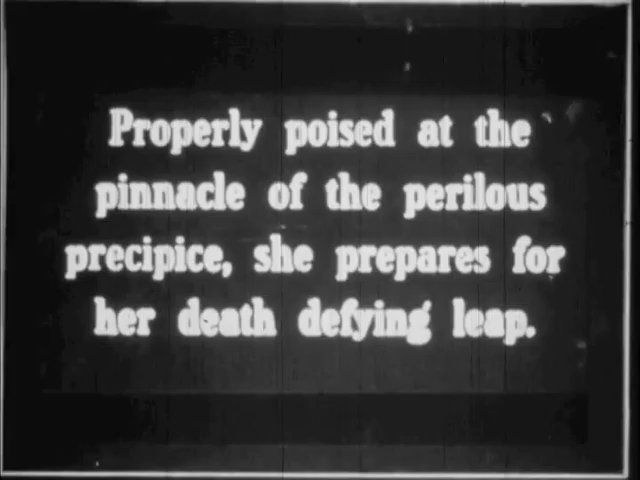 Properly poised at the
pinnacle of the perilous
precipice, she prepares for
her death defying leap.